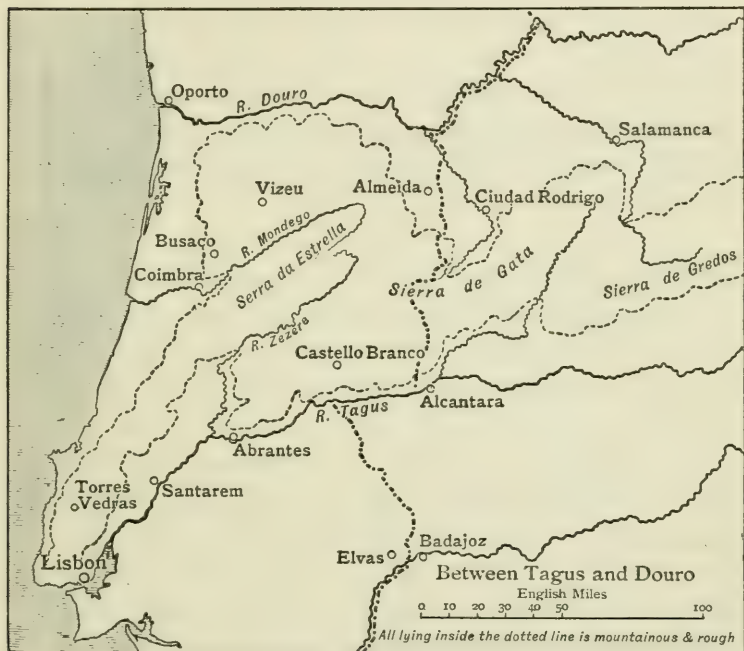 Oporto
R. Douro
Salamanca
Vizeu
Almeida
Ciudad Rodrigo
Busaco
R. Mondego
Coimbra
Serra da Estrella
Sierra de Gata
Sierra de Gredos
R. Zezere
Castello Branco
R. Tagus
Alcantara
Abrantes
Torres
Vedras
Santarem
Lisbon
Elvas
Badajoz
Between Tagus and Douro
English Miles
0 10 20 30 40 50 100
All lying inside the dotted line is mountainous & rough